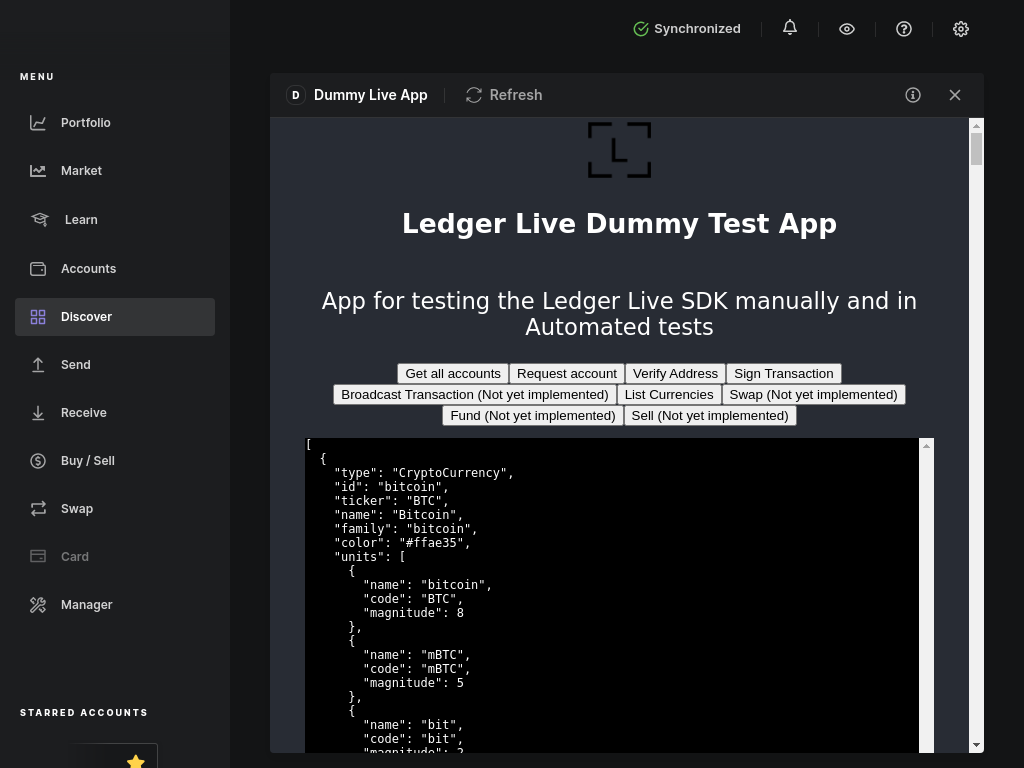 Synchronized
MENU
Portfolio
Market
Learn
Accounts
Discover
Send
Receive
Buy / Sell
Swap
Card
Manager
STARRED ACCOUNTS
D Dummy Live App
Refresh
L
Ledger Live Dummy Test App
App for testing the Ledger Live SDK manually and in
Automated tests
Get all accounts Request account Verify Address Sign Transaction
Broadcast Transaction (Not yet implemented) List Currencies Swap (Not yet implemented)
Fund (Not yet implemented) Sell (Not yet implemented)
[
  {
    "type": "CryptoCurrency",
    "id": "bitcoin",
    "ticker": "BTC",
    "name": "Bitcoin",
    "family": "bitcoin",
    "color": "#ffae35",
    "units": [
      {
        "name": "bitcoin",
        "code": "BTC",
        "magnitude": 8
      },
      {
        "name": "mBTC",
        "code": "mBTC",
        "magnitude": 5
      },
      {
        "name": "bit",
        "code": "bit",
        "magnitude": 2